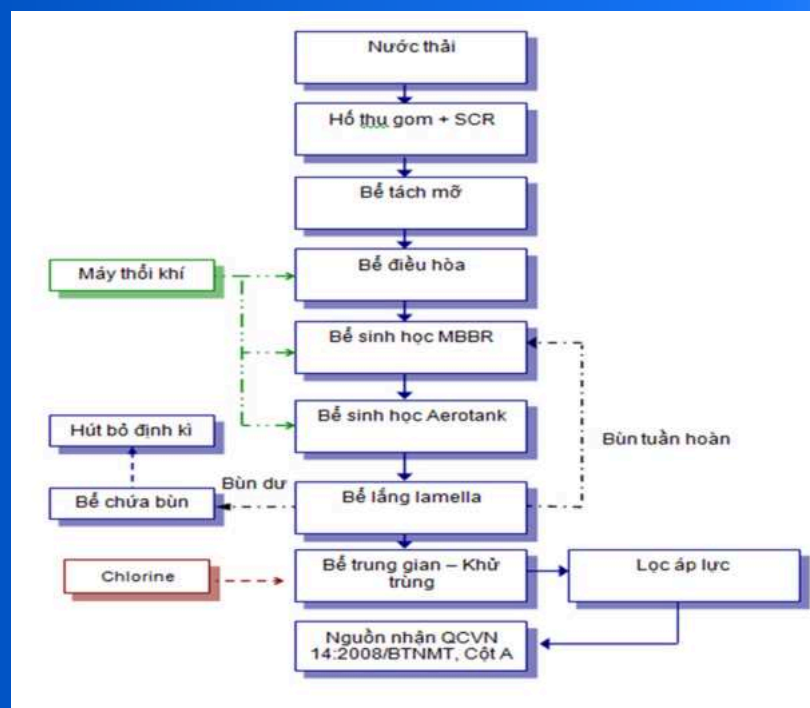 Nước thải
Hố thu gom + SCR
Bể tách mỡ
Máy thổi khí
Bể điều hòa
Bể sinh học MBBR
Bể sinh học Aerotank
Hút bỏ định kì
Bùn tuần hoàn
Bùn dư
Bể chứa bùn
Bể lắng lamella
Chlorine
Bể trung gian – Khử
trùng
Lọc áp lực
Nguồn nhận QCVN
14:2008/BTNMT, Cột A